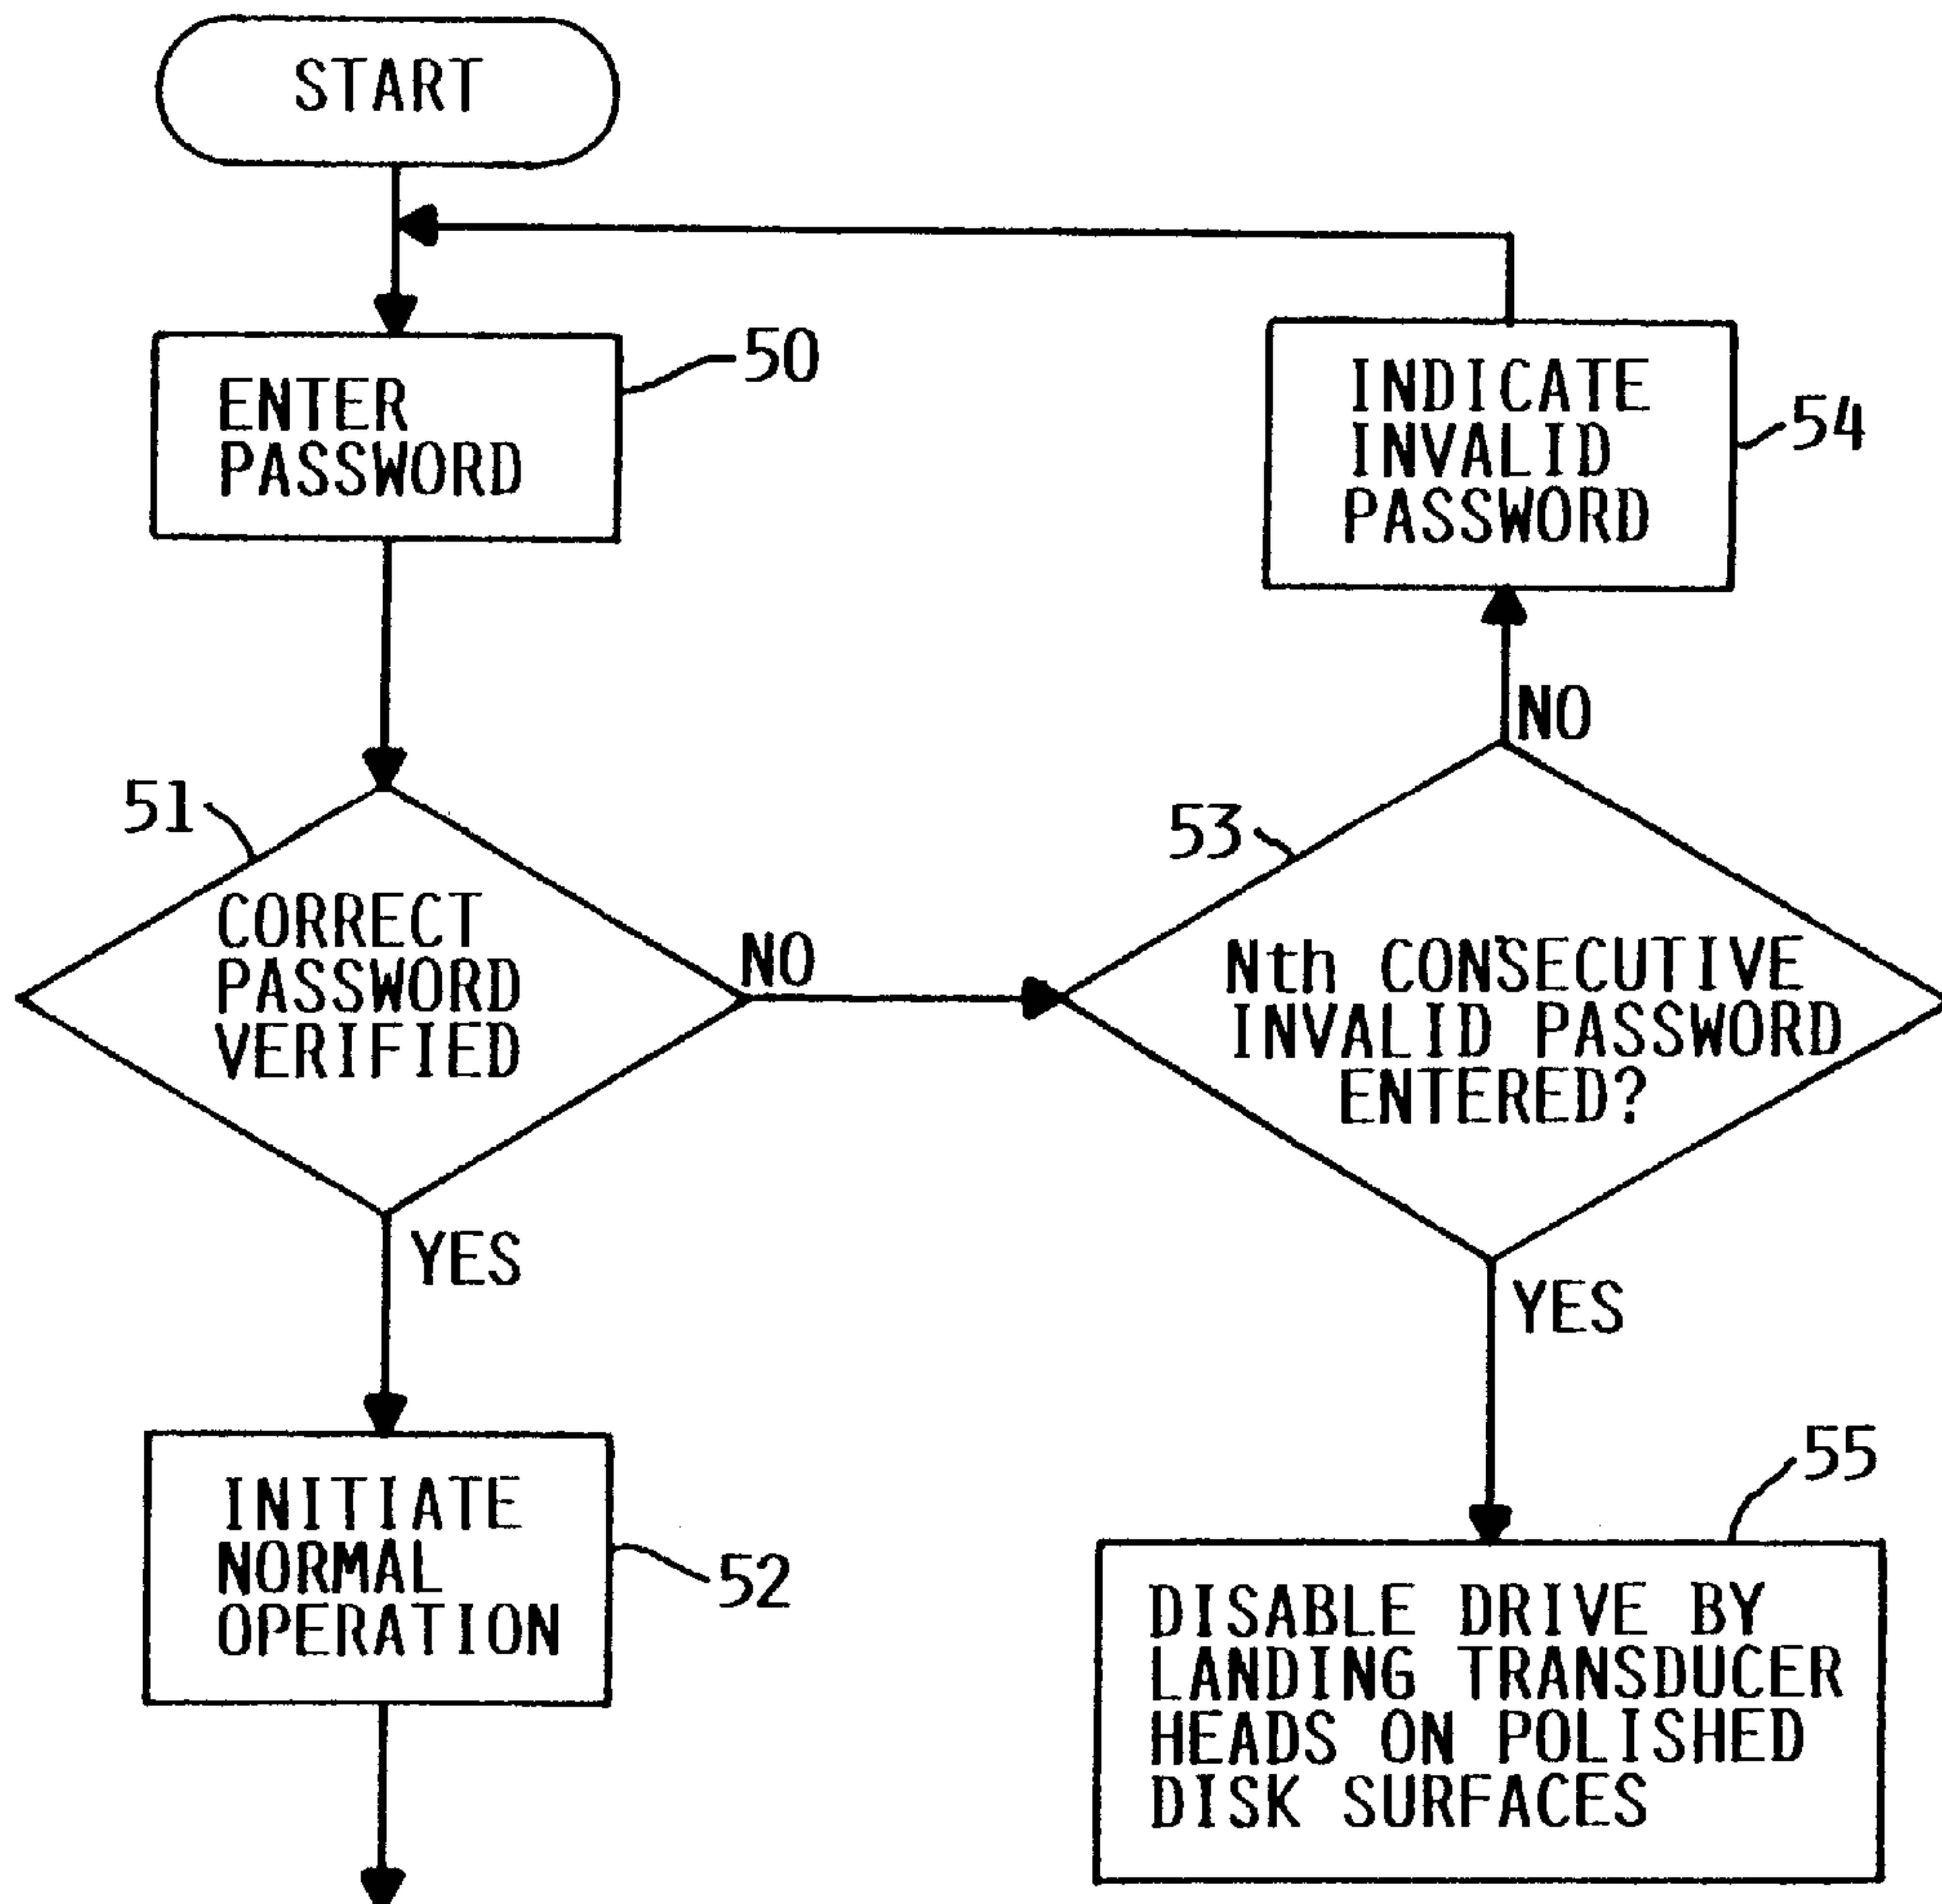 START
ENTER
PASSWORD
50
INDICATE
INVALID
PASSWORD
54
51
CORRECT
PASSWORD
VERIFIED
NO
53
Nth CONSECUTIVE
INVALID PASSWORD
ENTERED?
NO
YES
YES
INITIATE
NORMAL
OPERATION
52
55
DISABLE DRIVE BY
LANDING TRANSDUCER
HEADS ON POLISHED
DISK SURFACES